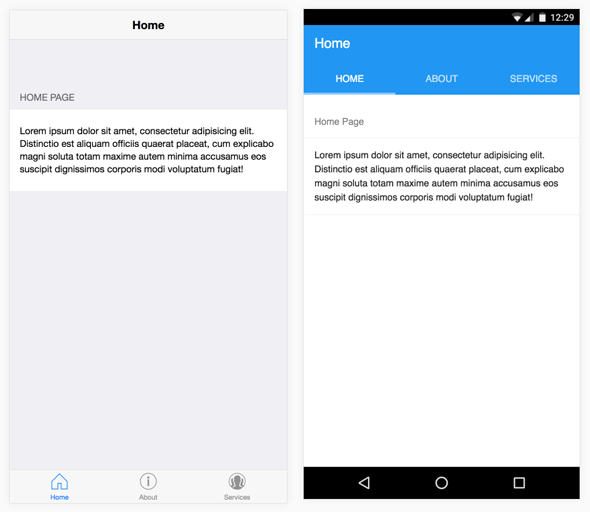 Home
HOME PAGE
Lorem ipsum dolor sit amet, consectetur adipisicing elit.
Distinctio est aliquam officiis quaerat placeat, cum explicabo
magni soluta totam maxime autem minima accusamus eos
suscipit dignissimos corporis modi voluptatum fugiat!
Home
About
Services
12:29
Home
HOME
ABOUT
SERVICES
Home Page
Lorem ipsum dolor sit amet, consectetur adipisicing elit.
Distinctio est aliquam officiis quaerat placeat, cum explicabo
magni soluta totam maxime autem minima accusamus eos
suscipit dignissimos corporis modi voluptatum fugiat!